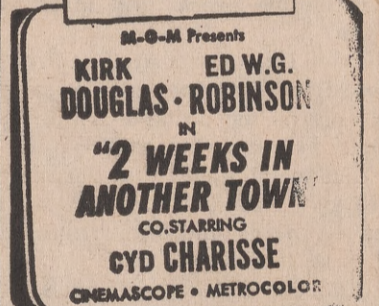 M-G-M Presents
KIRK ED W.G.
DOUGLAS • ROBINSON
IN
"2 WEEKS IN
ANOTHER TOWN"
CO.STARRING
CYD CHARISSE
CINEMASCOPE • METROCOLOR